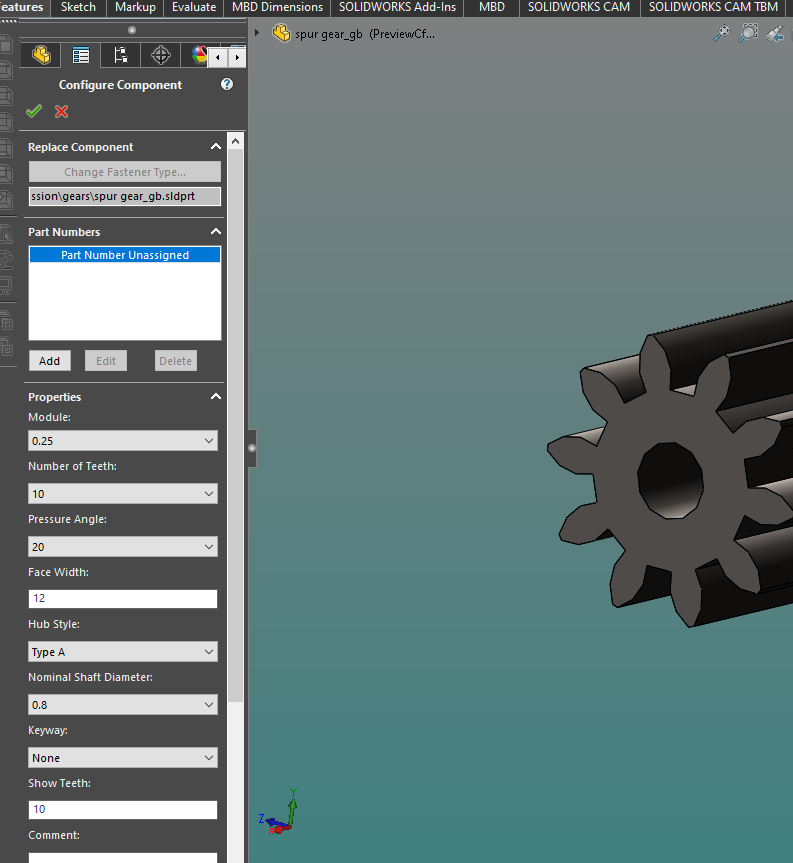 eatures Sketch Markup Evaluate MBD Dimensions SOLIDWORKS Add-Ins MBD SOLIDWORKS CAM SOLIDWORKS CAM TBM
spur gear_gb (PreviewCf...
Configure Component
?
Replace Component
Change Fastener Type...
ssion\gears\spur gear_gb.sldprt
Part Numbers
Part Number Unassigned
Add Edit Delete
Properties
Module:
0.25
Number of Teeth:
10
Pressure Angle:
20
Face Width:
12
Hub Style:
Type A
Nominal Shaft Diameter:
0.8
Keyway:
None
Show Teeth:
10
Comment:
Y
Z
X